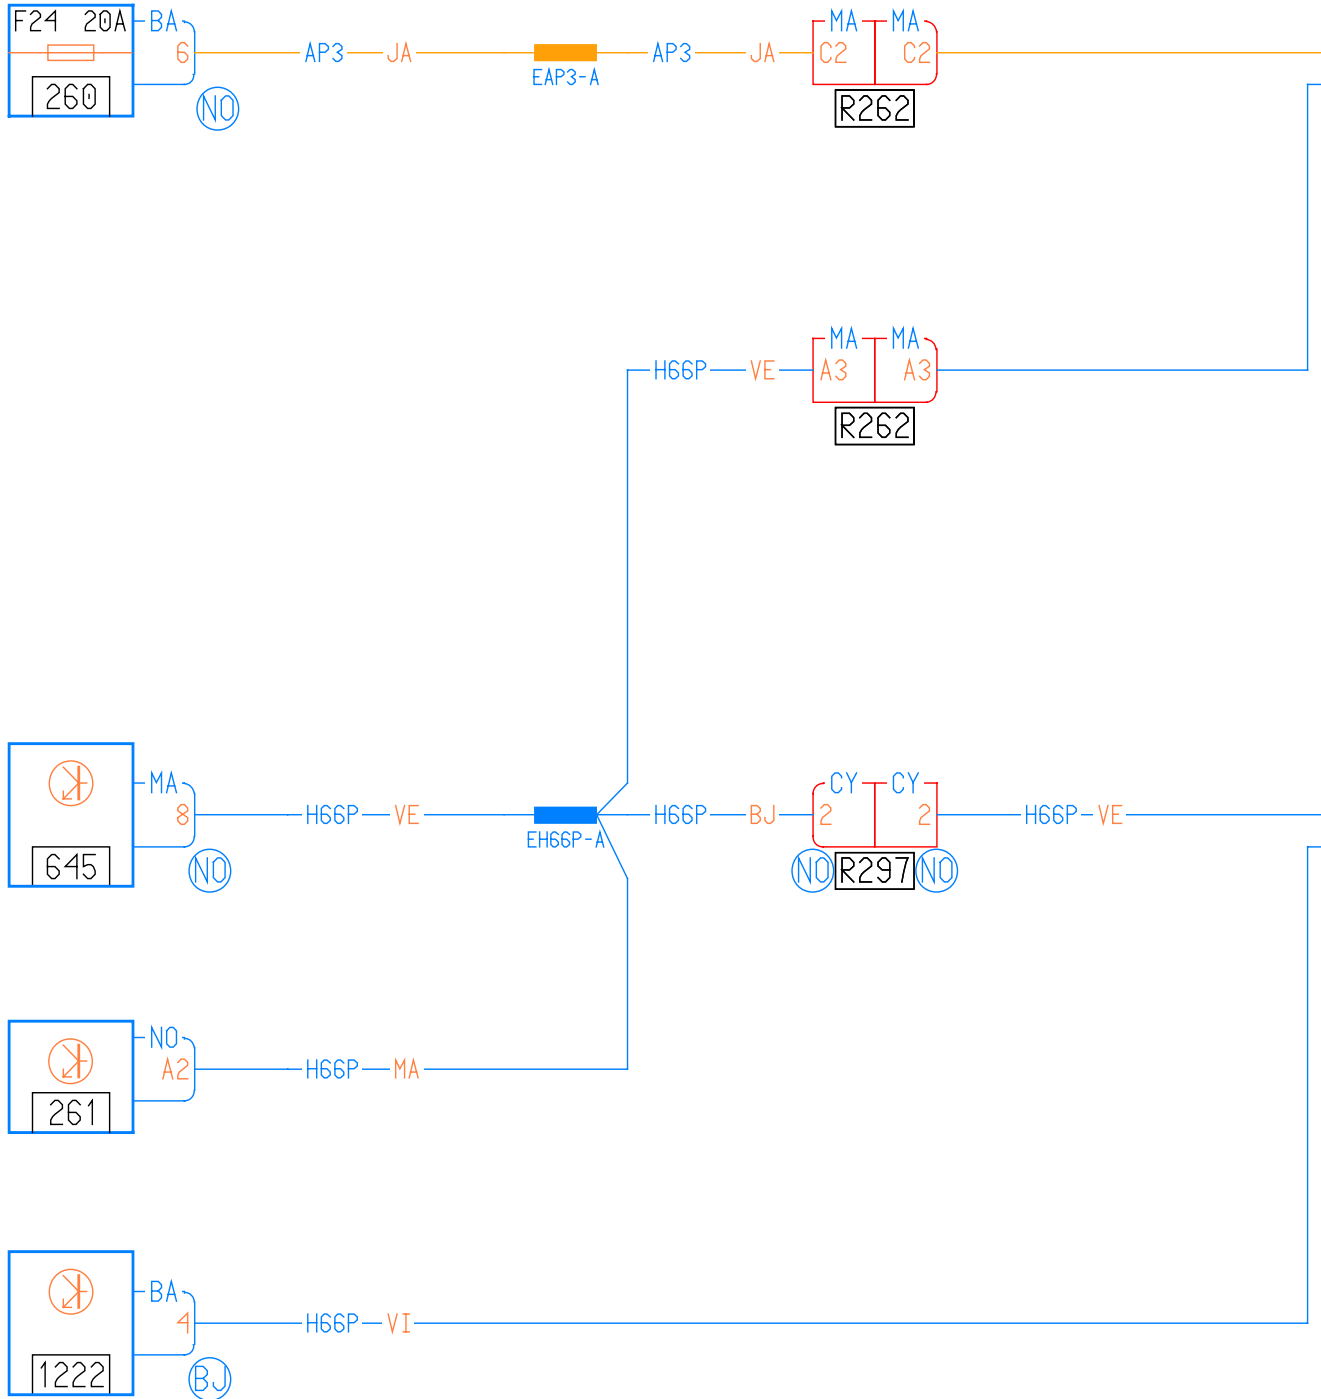 F24 20A BA MA MA
6 AP3 JA AP3 JA C2 C2
EAP3-A
260 NO R262
MA MA
H66P VE A3 A3
R262
MA CY CY
8 H66P VE H66P BJ 2 2 H66P VE
EH66P-A
645 NO NO R297 NO
NO
A2 H66P MA
261
BA
4 H66P VI
1222 BJ